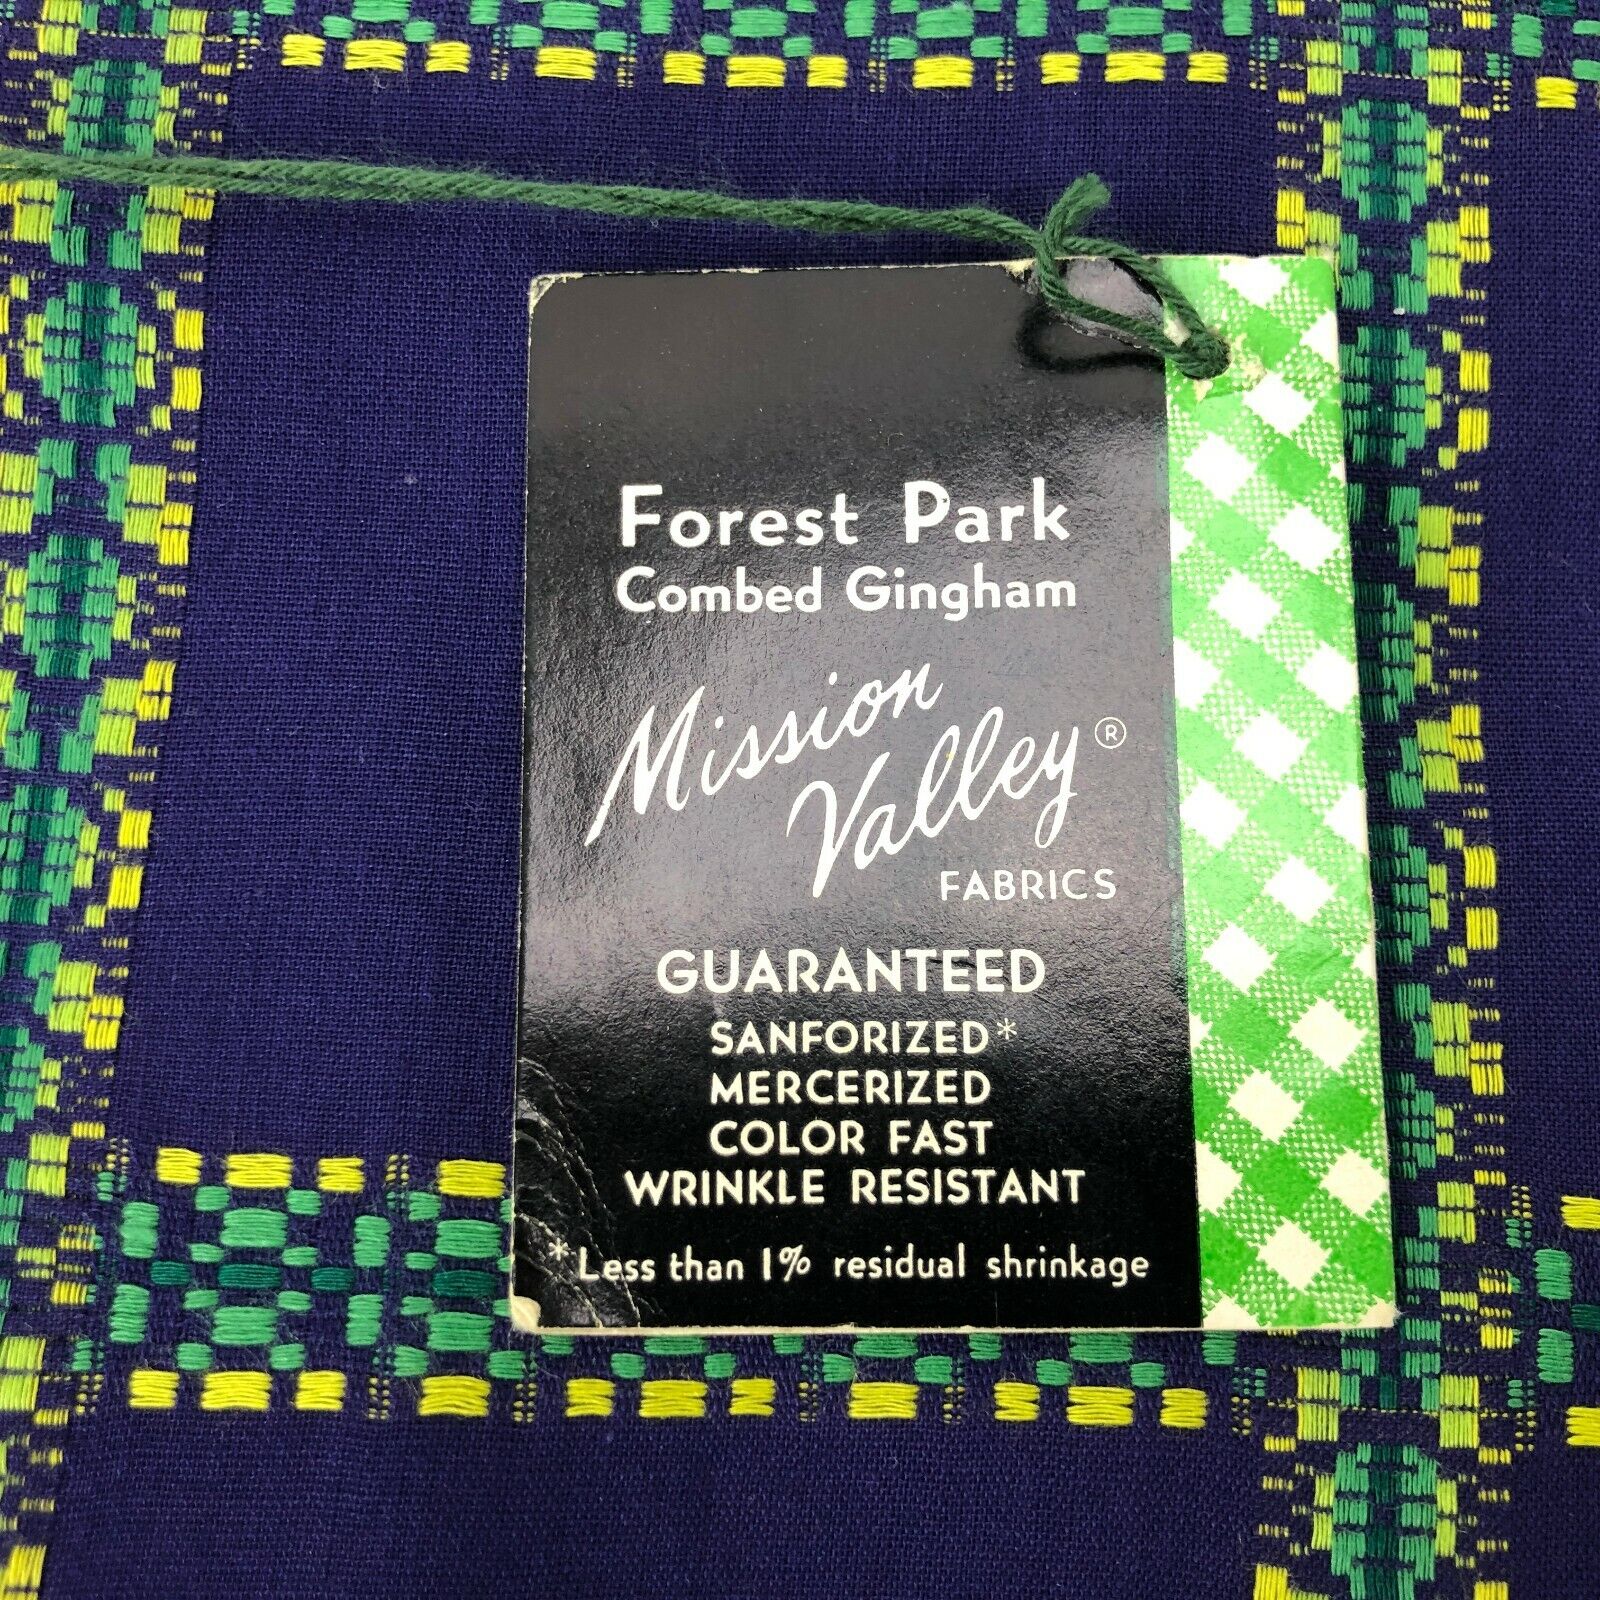 Forest Park
Combed Gingham
Mission
Valley®
FABRICS
GUARANTEED
SANFORIZED*
MERCERIZED
COLOR FAST
WRINKLE RESISTANT
*Less than 1% residual shrinkage